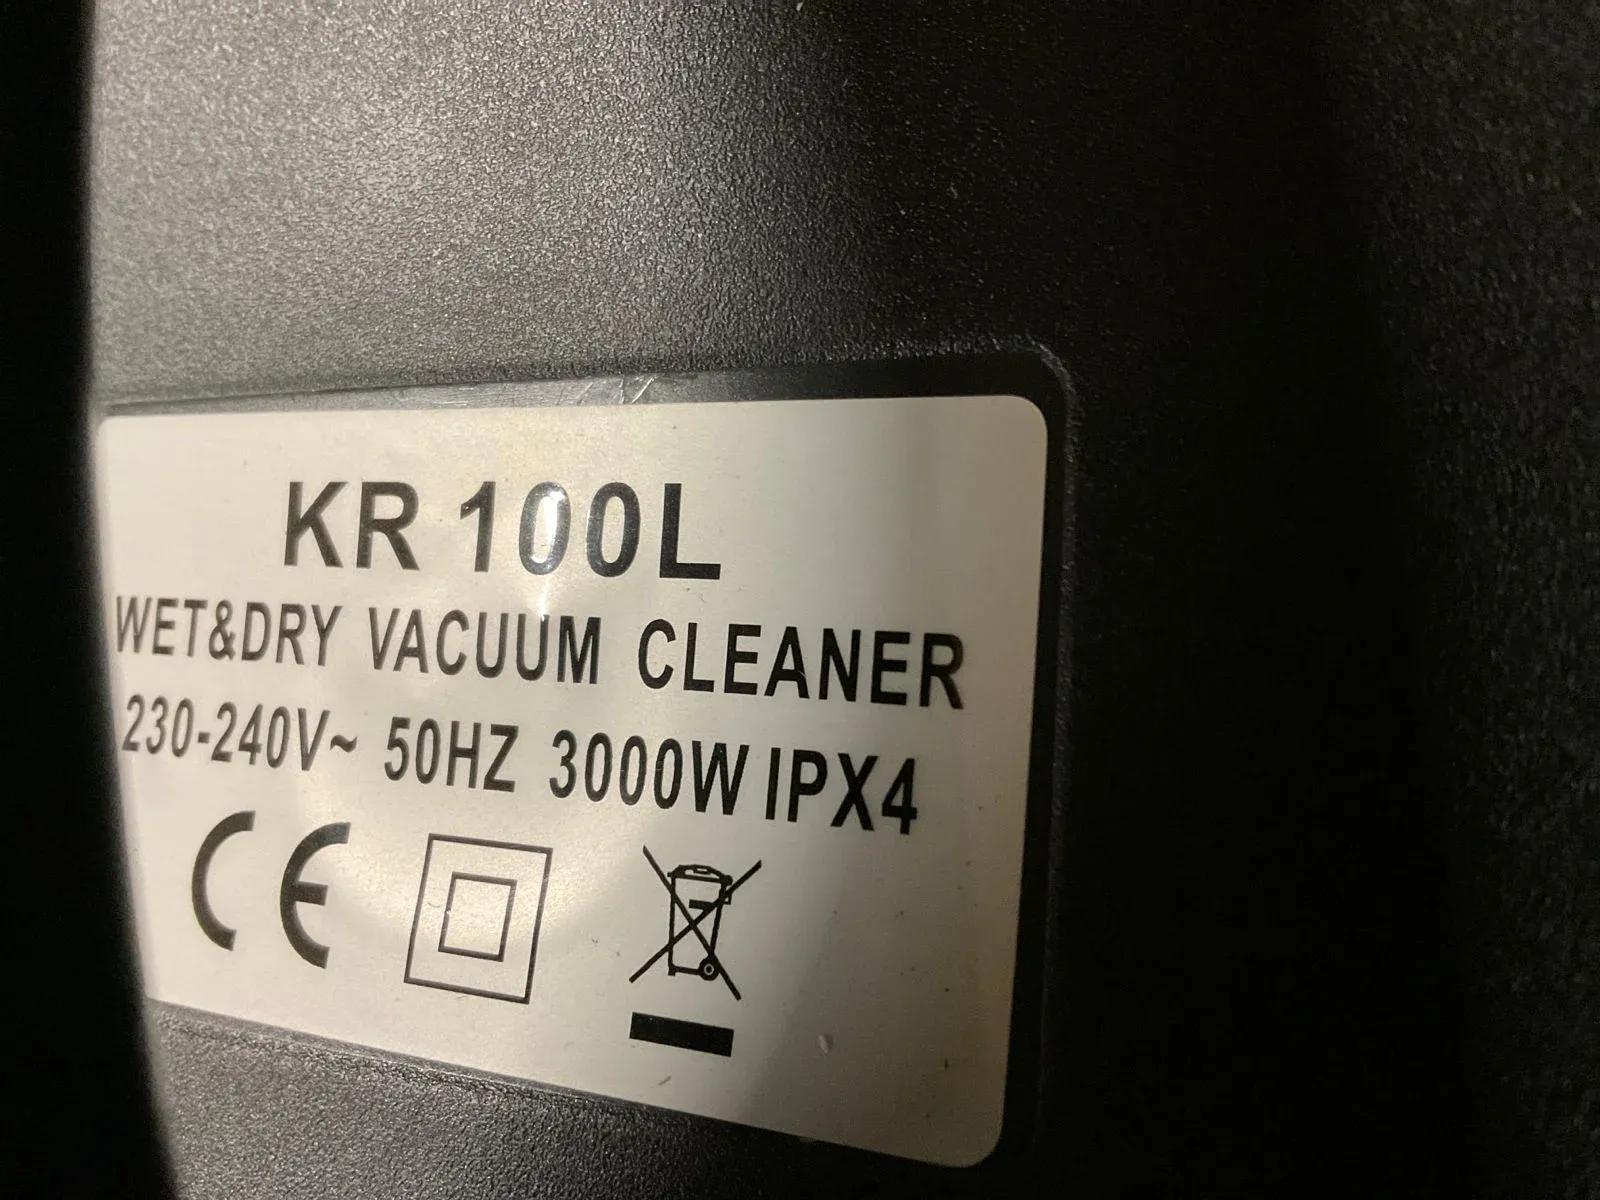 KR 100L
WET&DRY VACUUM CLEANER
230-240V~ 50HZ 3000W IPX4
CE